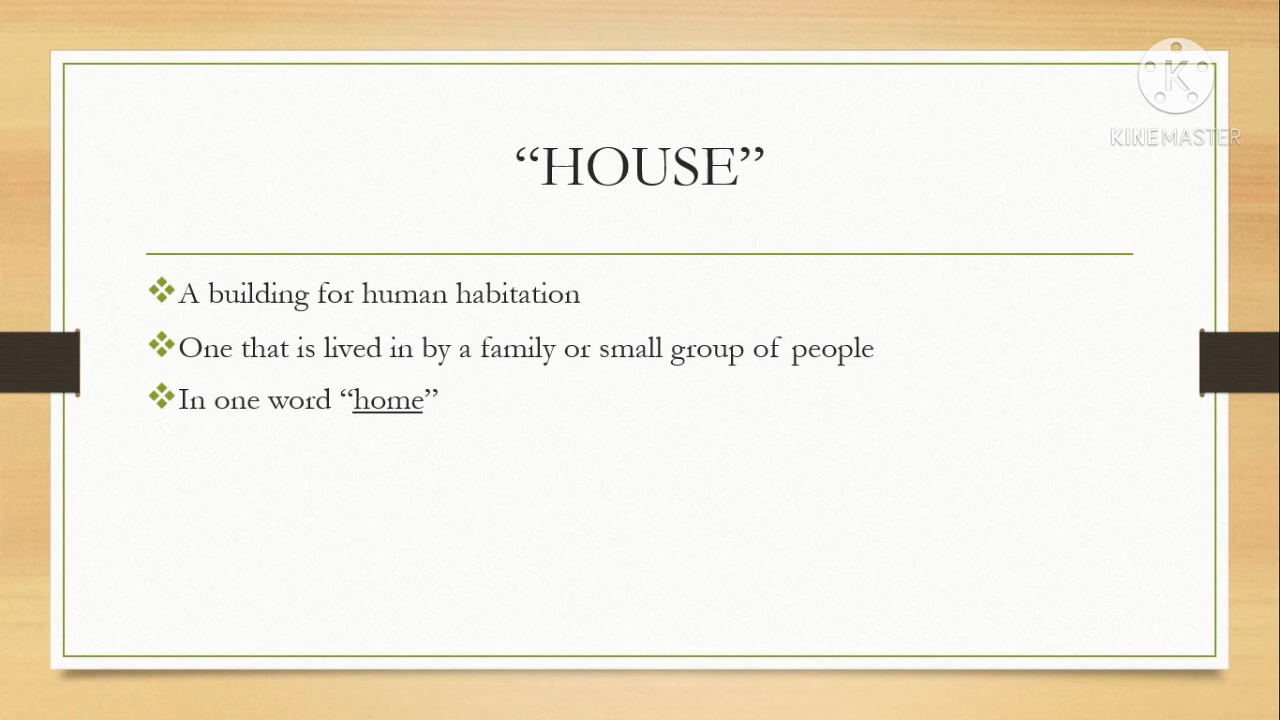 K
KINEMASTER
“HOUSE”
A building for human habitation
One that is lived in by a family or small group of people
In one word “home”